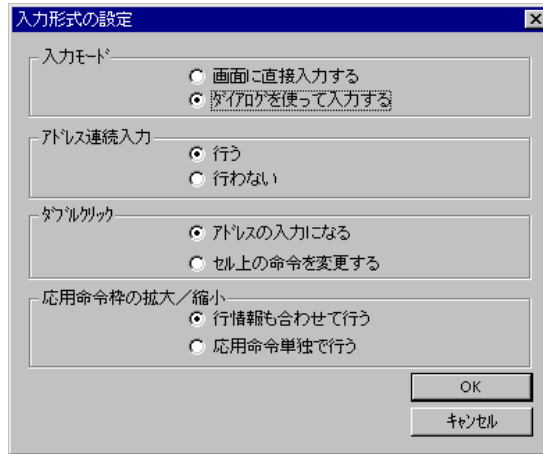 入力形式の設定
入力ﾓｰﾄﾞ
画面に直接入力する
ﾀﾞｲｱﾛｸﾞを使って入力する
ｱﾄﾞﾚｽ連続入力
行う
行わない
ﾀﾞﾌﾞﾙｸﾘｯｸ
ｱﾄﾞﾚｽの入力になる
ｾﾙ上の命令を変更する
応用命令枠の拡大／縮小
行情報も合わせて行う
応用命令単独で行う
OK
ｷｬﾝｾﾙ